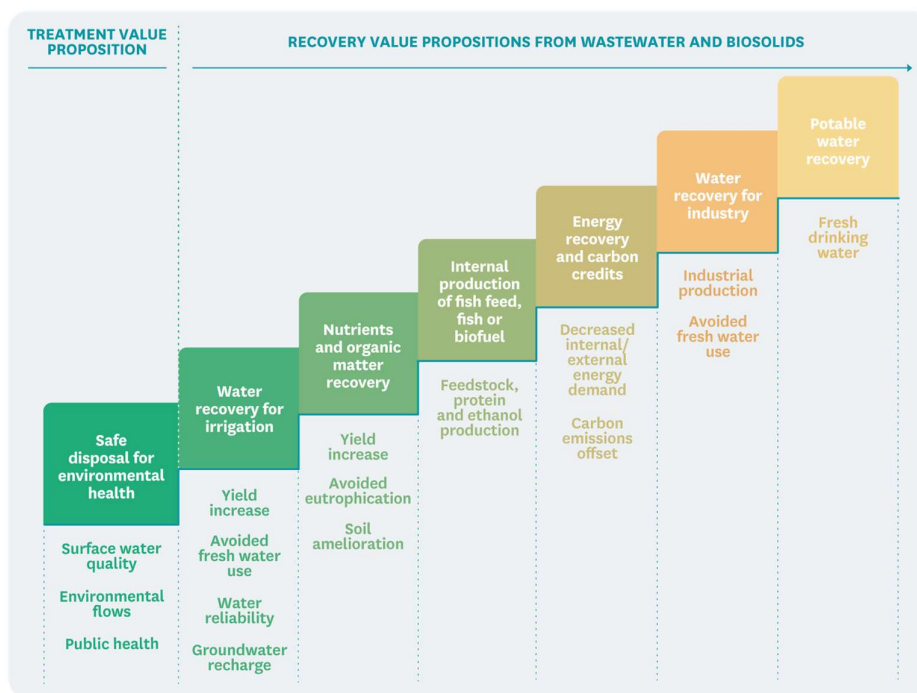 TREATMENT VALUE
PROPOSITION
RECOVERY VALUE PROPOSITIONS FROM WASTEWATER AND BIOSOLIDS
Safe
disposal for
environmental
health
Surface water
quality
Environmental
flows
Public health
Water
recovery for
irrigation
Yield
increase
Avoided
fresh water
use
Water
reliability
Groundwater
recharge
Nutrients
and organic
matter
recovery
Yield
increase
Avoided
eutrophication
Soil
amelioration
Internal
production
of fish feed,
fish or
biofuel
Feedstock,
protein
and ethanol
production
Energy
recovery
and carbon
credits
Decreased
internal/
external
energy
demand
Carbon
emissions
offset
Water
recovery for
industry
Industrial
production
Avoided
fresh water
use
Potable
water
recovery
Fresh
drinking
water